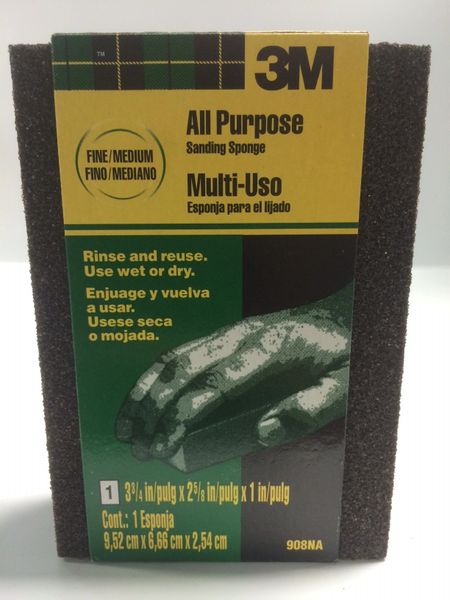 ™
3M
All Purpose
Sanding Sponge
FINE/MEDIUM
FINO/MEDIANO
Multi-Uso
Esponja para el lijado
Rinse and reuse.
Use wet or dry.
Enjuage y vuelva
a usar.
Usese seca
o mojada.
1 3 3/4 in/pulg x 2 5/8 in/pulg x 1 in/pulg
Cont.: 1 Esponja
9,52 cm x 6,66 cm x 2,54 cm
908NA